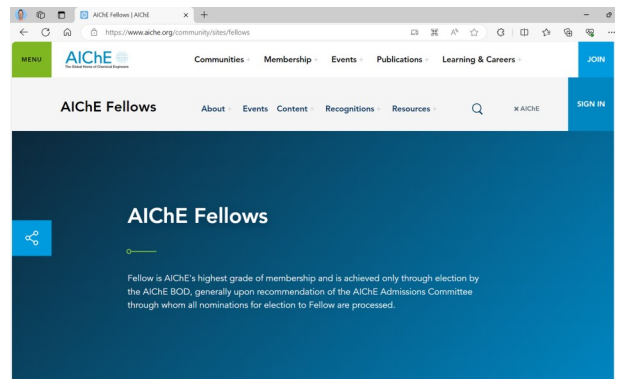 AIChE Fellows | AIChE
https://www.aiche.org/community/sites/fellows
MENU
AIChE
The Global Home of Chemical Engineers
Communities
Membership
Events
Publications
Learning & Careers
JOIN
AIChE Fellows
About
Events
Content
Recognitions
Resources
x AIChE
SIGN IN
AIChE Fellows
Fellow is AIChE's highest grade of membership and is achieved only through election by
the AIChE BOD, generally upon recommendation of the AIChE Admissions Committee
through whom all nominations for election to Fellow are processed.